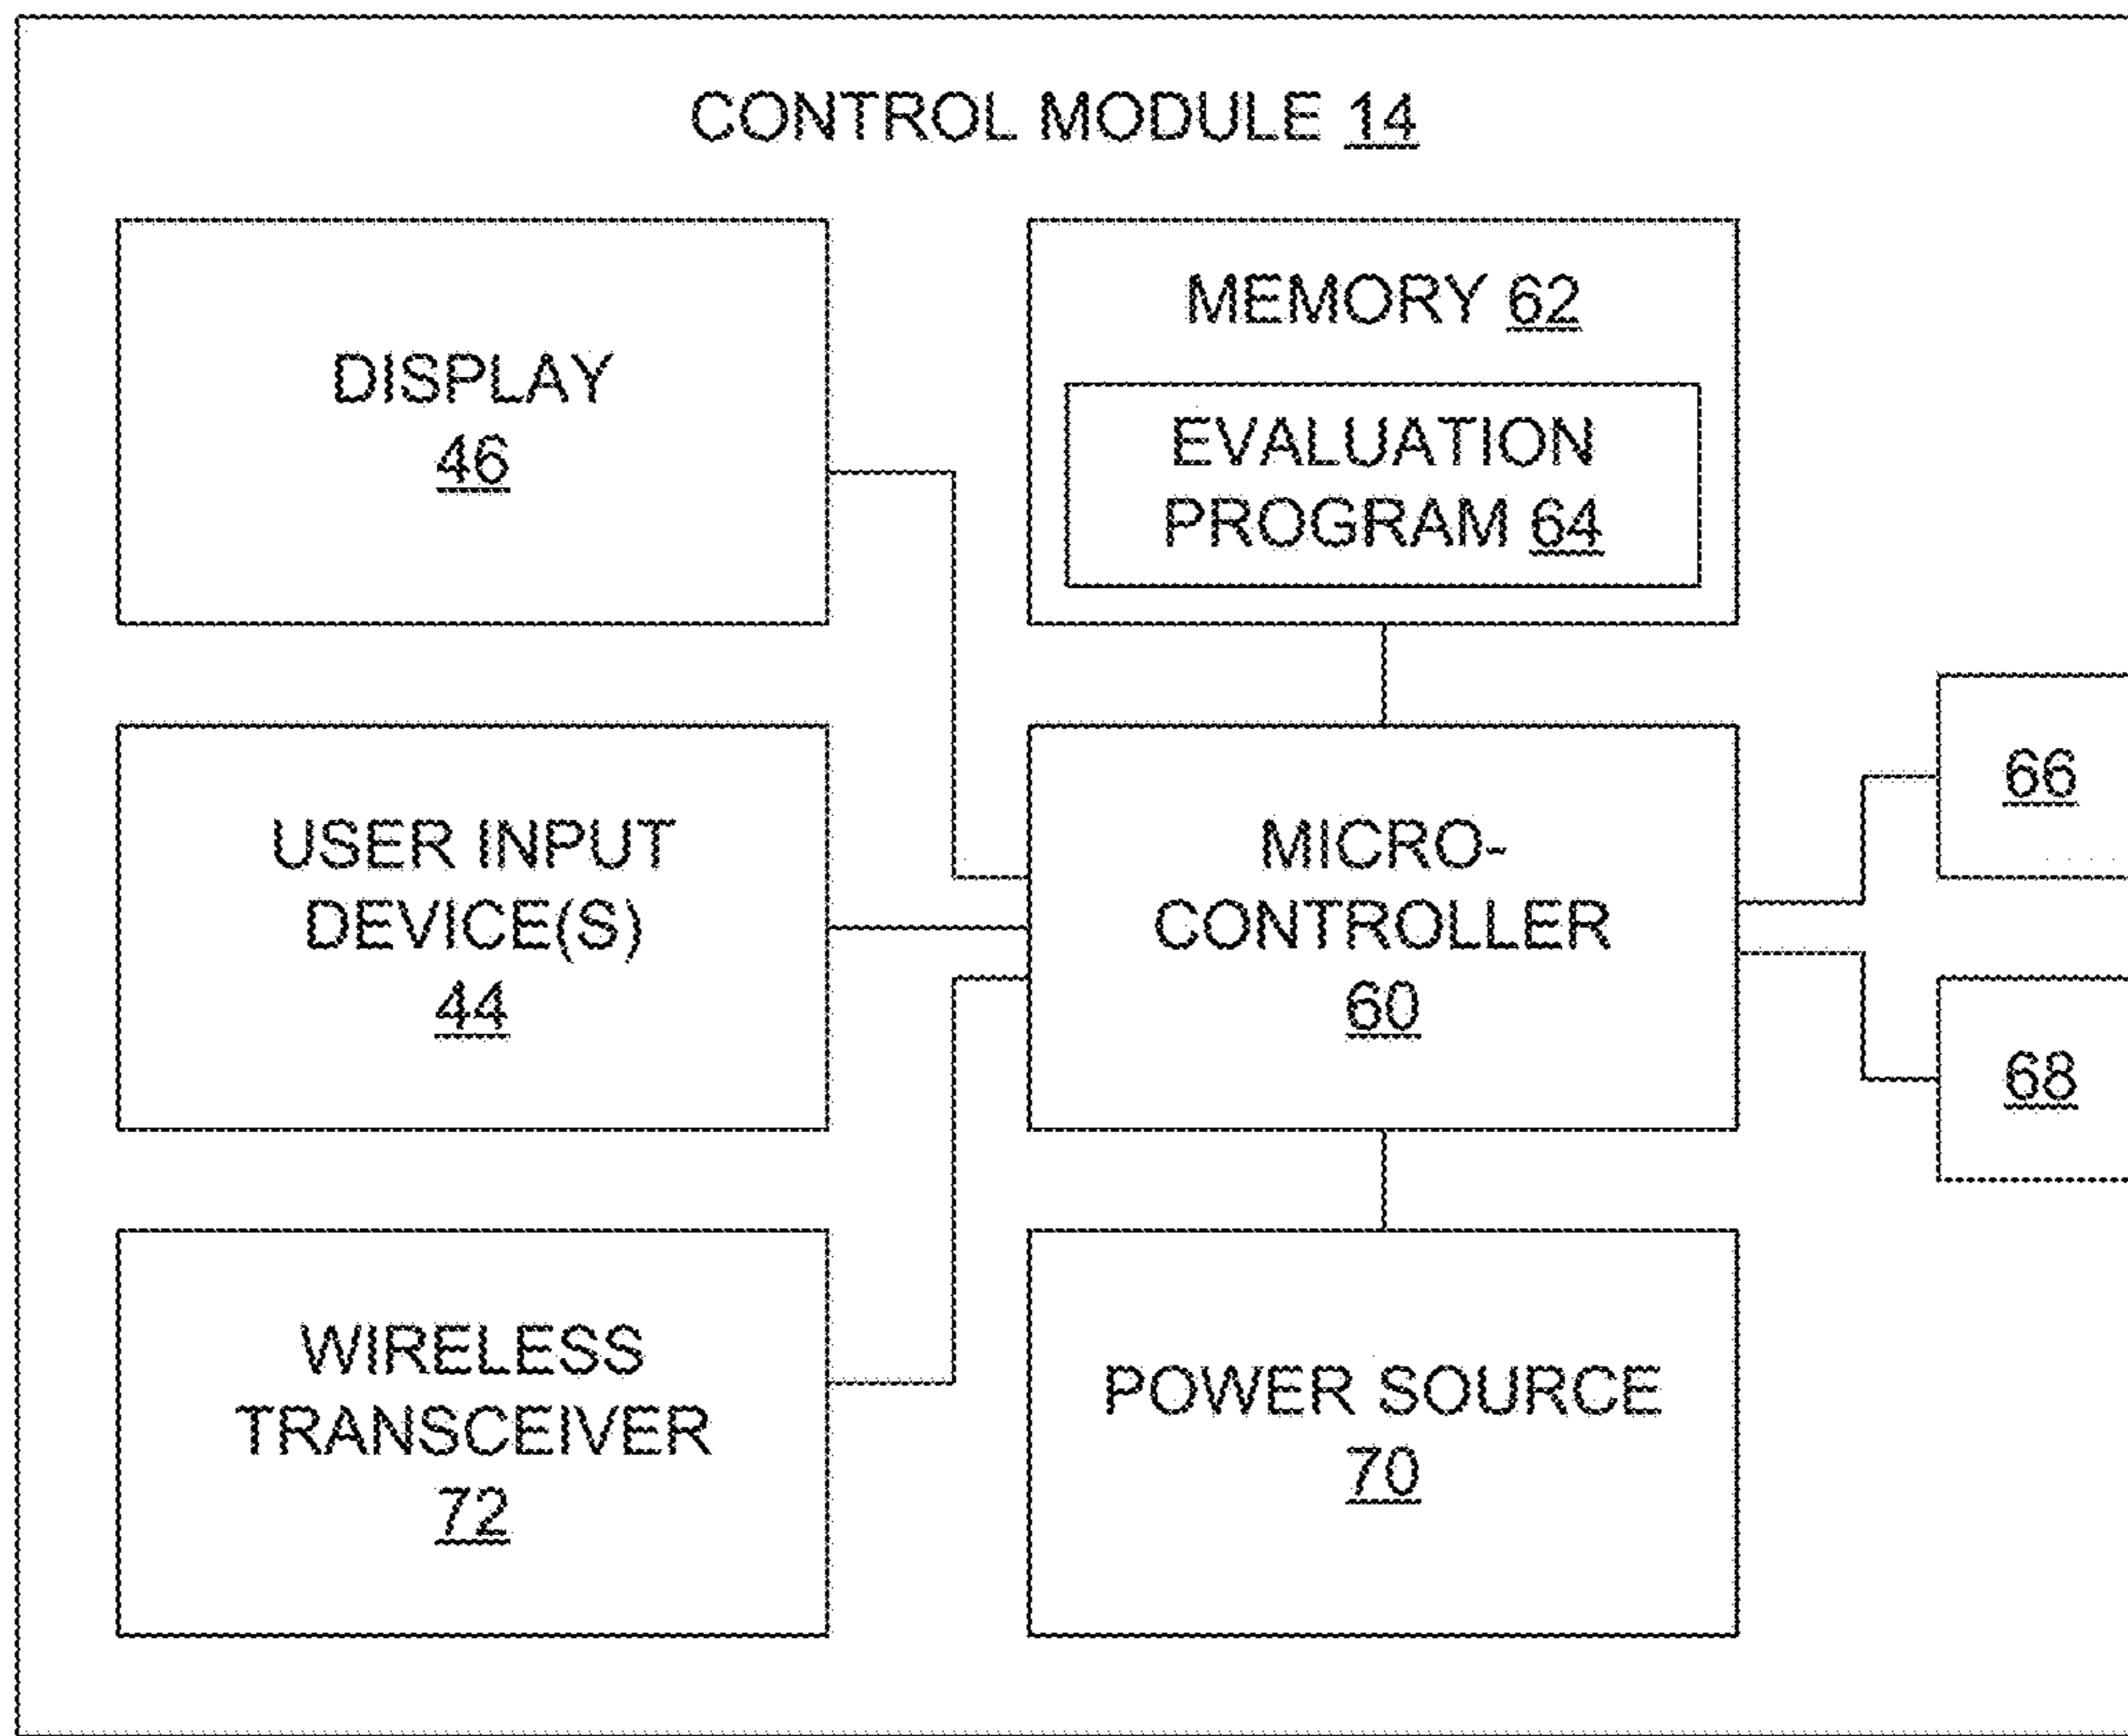 CONTROL MODULE 14
DISPLAY
46
MEMORY 62
EVALUATION
PROGRAM 64
USER INPUT
DEVICE(S)
44
MICRO-
CONTROLLER
60
66
68
WIRELESS
TRANSCEIVER
72
POWER SOURCE
70